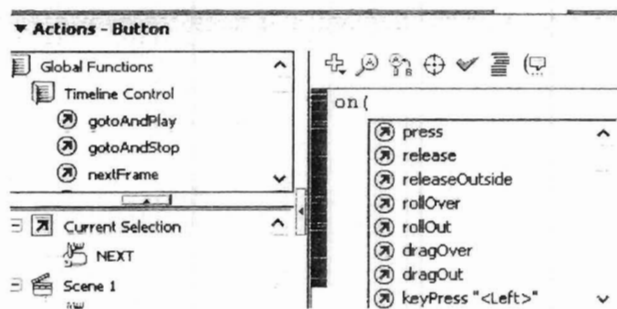 Actions - Button
Global Functions
Timeline Control
gotoAndPlay
gotoAndStop
nextFrame
Current Selection
NEXT
Scene 1
on(
press
release
releaseOutside
rollOver
rollOut
dragOver
dragOut
keyPress "<Left>"